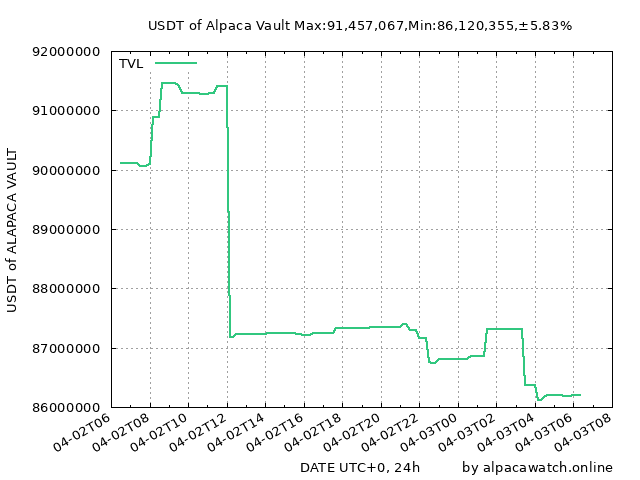 USDT of Alpaca Vault Max:91,457,067,Min:86,120,355,±5.83%
92000000
TVL
91000000
90000000
89000000
88000000
87000000
86000000
USDT of ALAPACA VAULT
04-02T06
04-02T08
04-02T10
04-02T12
04-02T14
04-02T16
04-02T18
04-02T20
04-02T22
04-03T00
04-03T02
04-03T04
04-03T06
04-03T08
DATE UTC+0, 24h
by alpacawatch.online